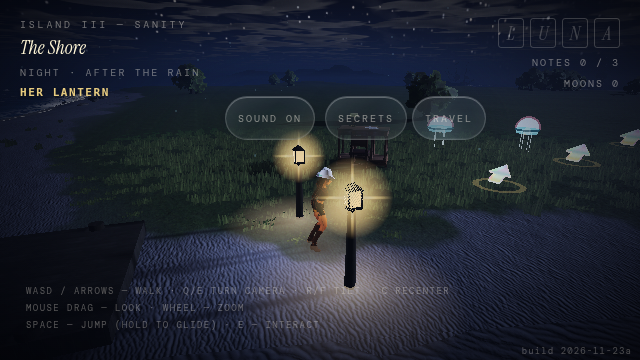 ISLAND III — SANITY
The Shore
NIGHT · AFTER THE RAIN
HER LANTERN
L U N A
NOTES 0 / 3
MOONS 0
SOUND ON
SECRETS
TRAVEL
WASD / ARROWS — WALK · Q/E TURN CAMERA · R/F TILT · C RECENTER
MOUSE DRAG — LOOK · WHEEL — ZOOM
SPACE — JUMP (HOLD TO GLIDE) · E — INTERACT
build 2026-11-23a